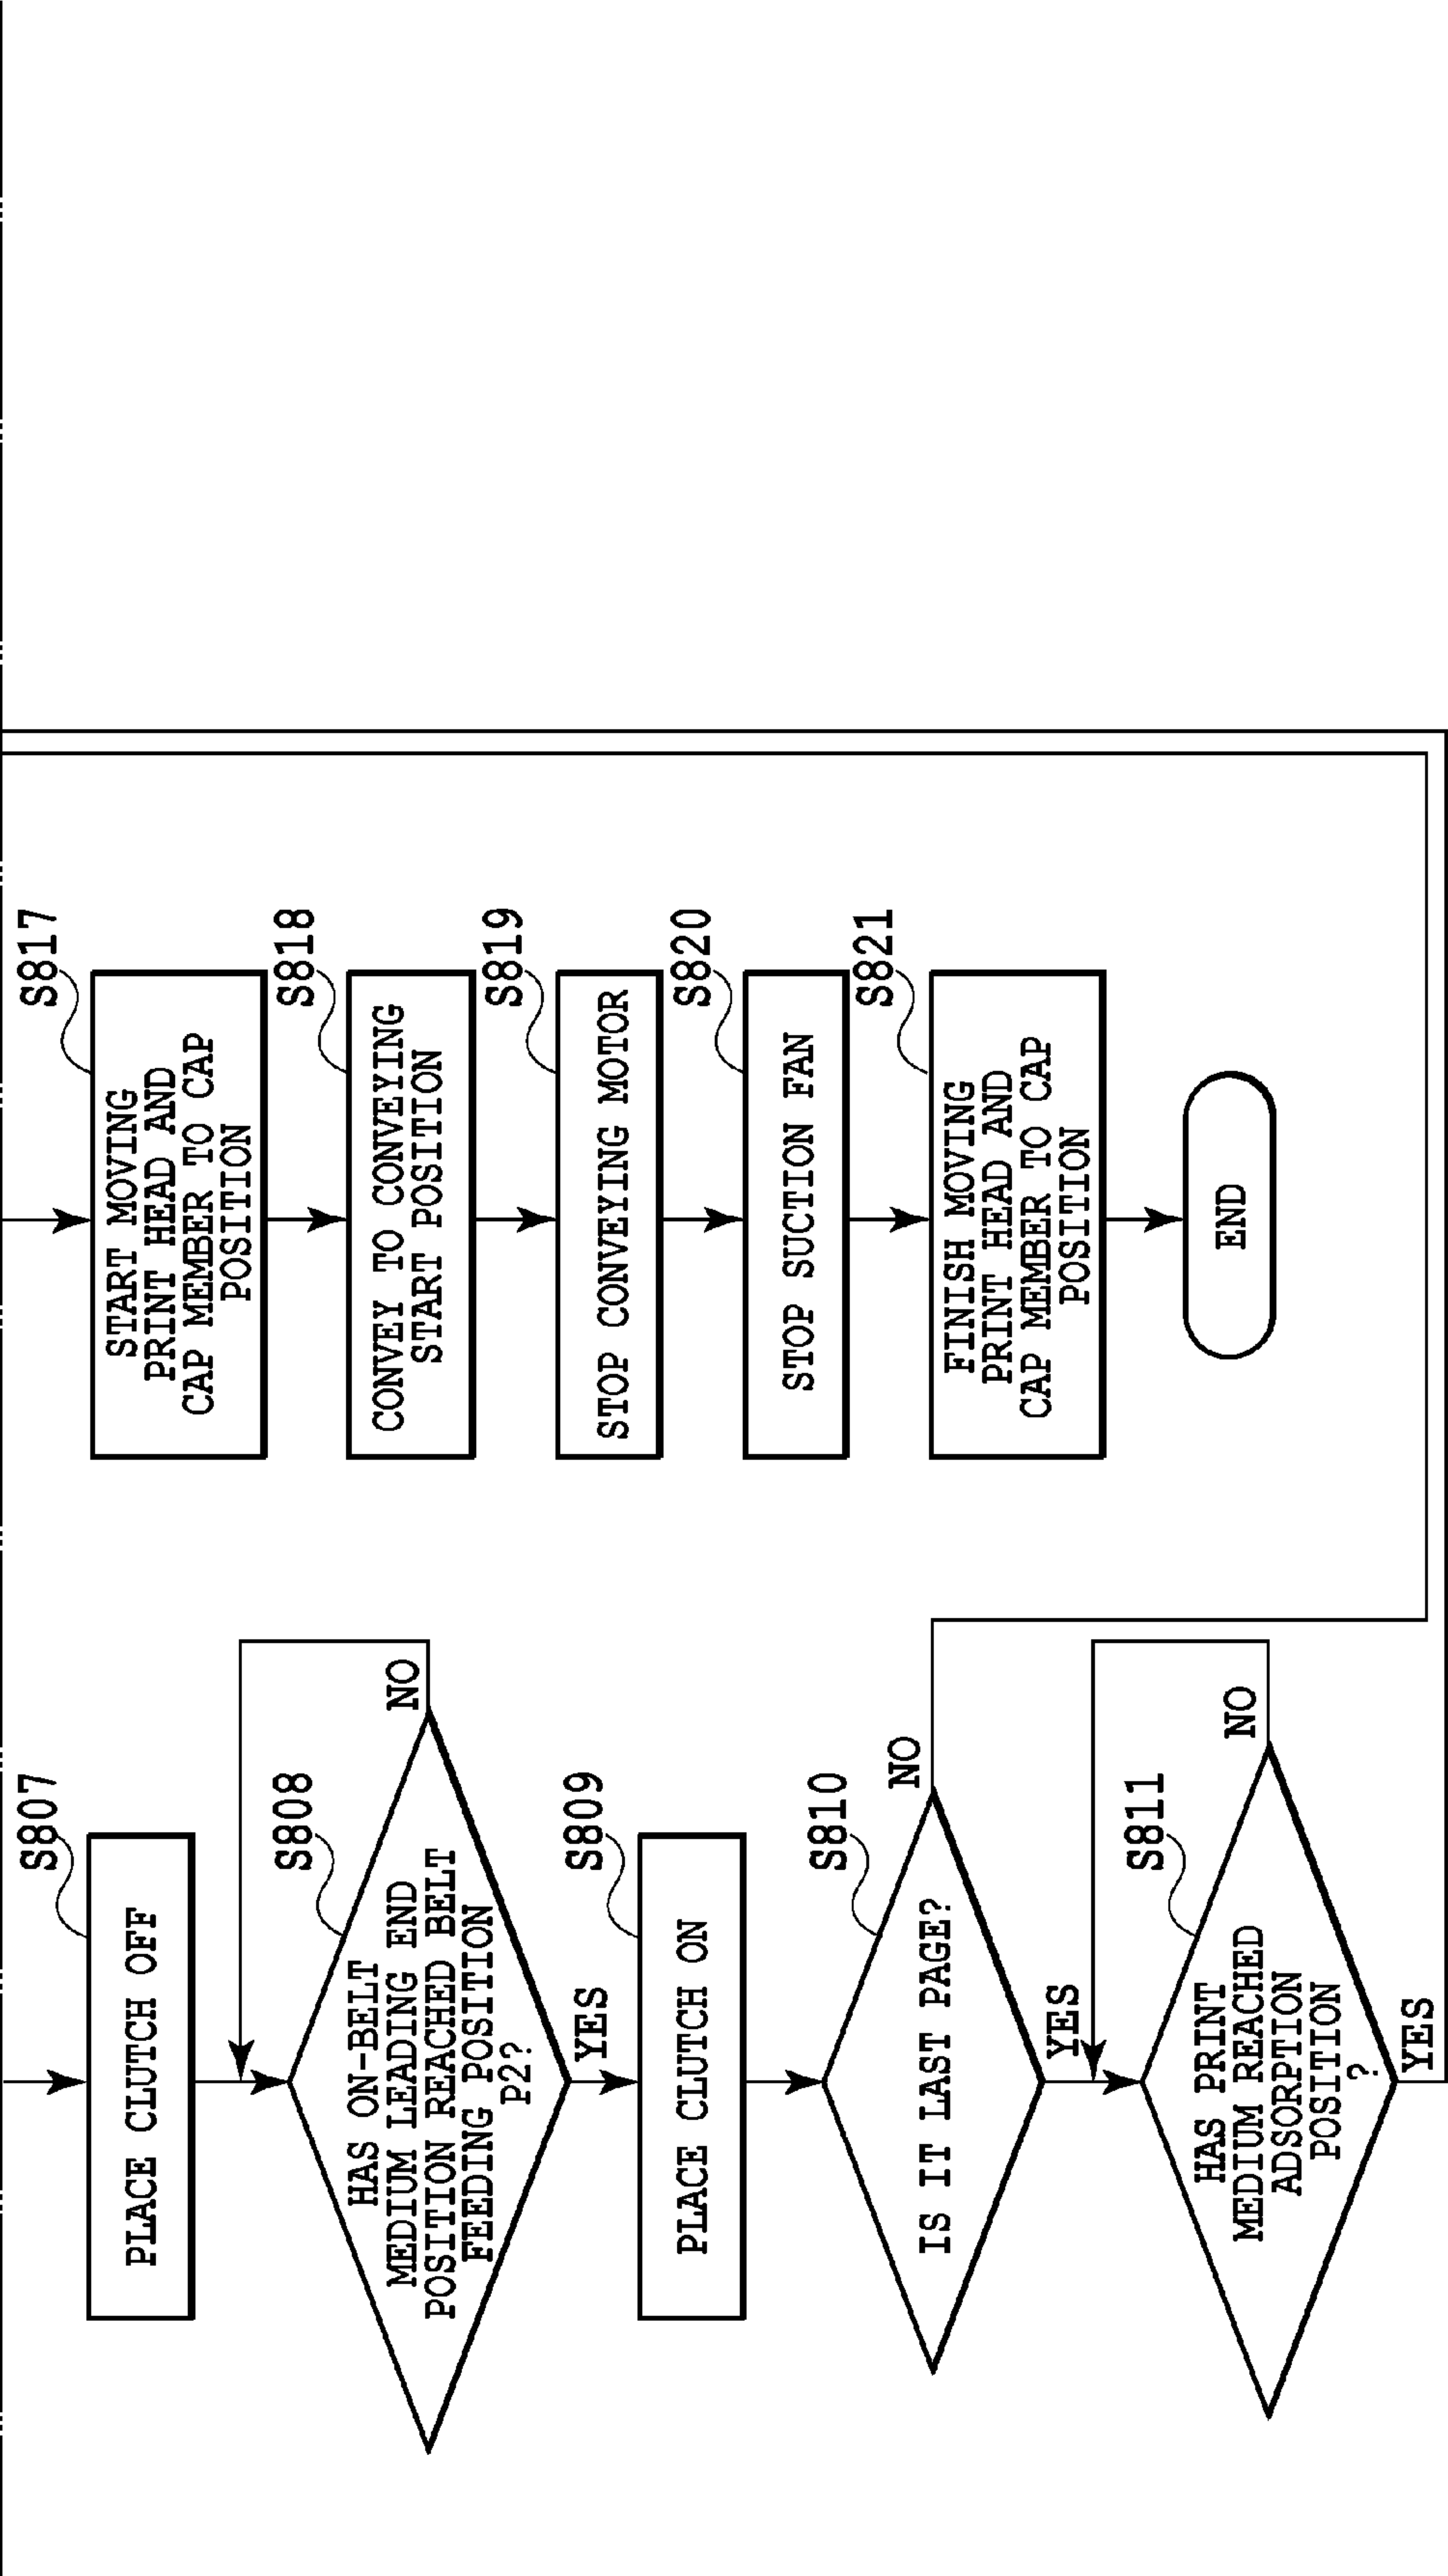 S807
PLACE CLUTCH OFF
S808
HAS ON-BELT
MEDIUM LEADING END
POSITION REACHED BELT
FEEDING POSITION
P2?
NO
YES
S809
PLACE CLUTCH ON
S810
IS IT LAST PAGE?
NO
YES
S811
HAS PRINT
MEDIUM REACHED
ADSORPTION
POSITION
?
NO
YES
S817
START MOVING
PRINT HEAD AND
CAP MEMBER TO CAP
POSITION
S818
CONVEY TO CONVEYING
START POSITION
S819
STOP CONVEYING MOTOR
S820
STOP SUCTION FAN
S821
FINISH MOVING
PRINT HEAD AND
CAP MEMBER TO CAP
POSITION
END